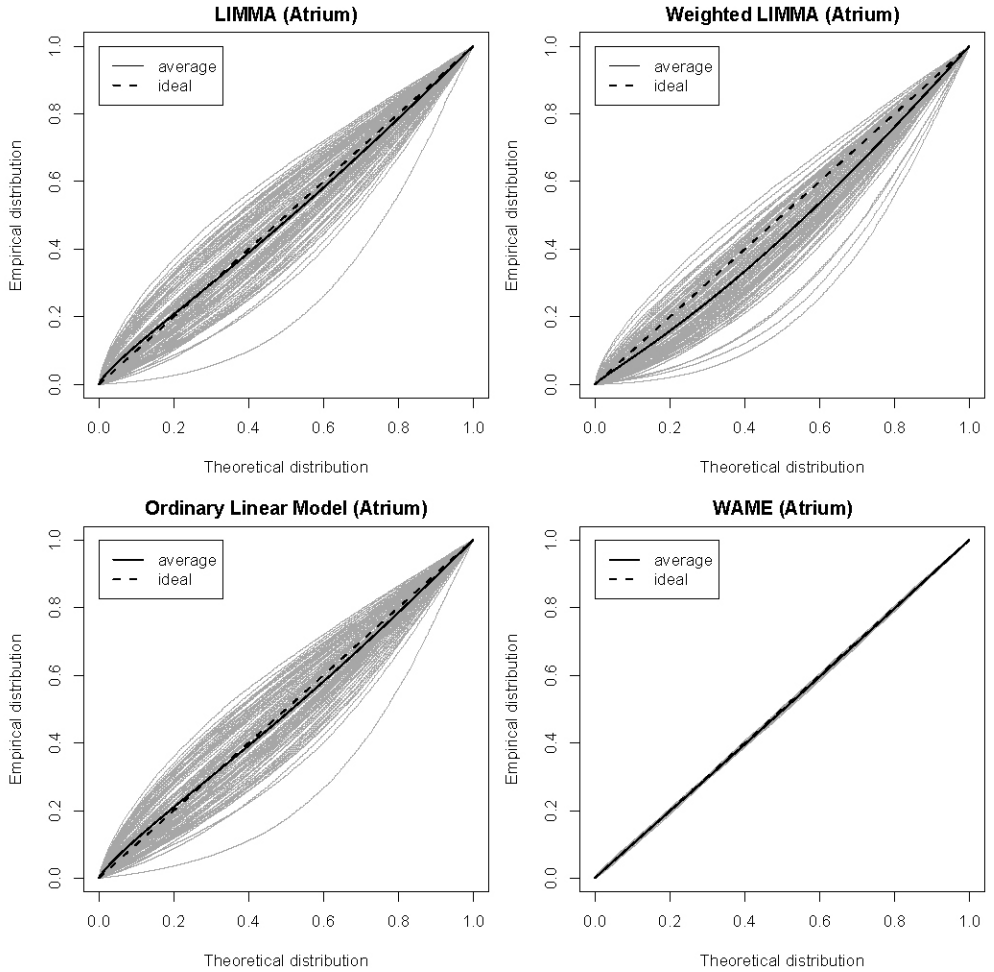 LIMMA (Atrium)
average
ideal
Empirical distribution
0.0 0.2 0.4 0.6 0.8 1.0
0.0 0.2 0.4 0.6 0.8 1.0
Theoretical distribution
Weighted LIMMA (Atrium)
average
ideal
Empirical distribution
0.0 0.2 0.4 0.6 0.8 1.0
0.0 0.2 0.4 0.6 0.8 1.0
Theoretical distribution
Ordinary Linear Model (Atrium)
average
ideal
Empirical distribution
0.0 0.2 0.4 0.6 0.8 1.0
0.0 0.2 0.4 0.6 0.8 1.0
Theoretical distribution
WAME (Atrium)
average
ideal
Empirical distribution
0.0 0.2 0.4 0.6 0.8 1.0
0.0 0.2 0.4 0.6 0.8 1.0
Theoretical distribution